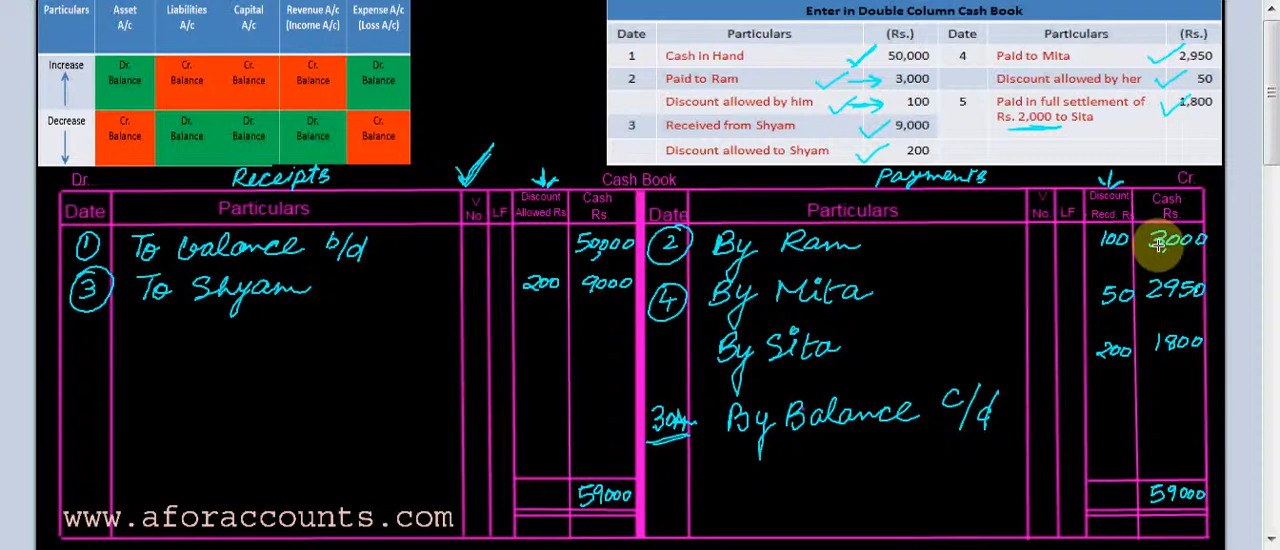 Particulars Asset A/c Liabilities A/c Capital A/c Revenue A/c (Income A/c) Expense A/c (Loss A/c)
Increase Dr. Balance Cr. Balance Cr. Balance Cr. Balance Dr. Balance
Decrease Cr. Balance Dr. Balance Dr. Balance Dr. Balance Cr. Balance
Enter in Double Column Cash Book
Date Particulars (Rs.) Date Particulars (Rs.)
1 Cash in Hand 50,000 4 Paid to Mita 2,950
2 Paid to Ram 3,000 Discount allowed by her 50
Discount allowed by him 100 5 Paid in full settlement of 1,800
Rs. 2,000 to Sita
3 Received from Shyam 9,000
Discount allowed to Shyam 200
Dr. Receipts Cash Book Payments Cr.
Date Particulars V No. LF Discount Allowed Rs Cash Rs. Date Particulars V No. LF Discount Recd. Rs Cash Rs.
1 To balance b/d 50,000 2 By Ram 100 3000
3 To Shyam 200 9000 4 By Mita 50 2950
By Sita 200 1800
By Balance c/d
59000 59000
www.aforaccounts.com